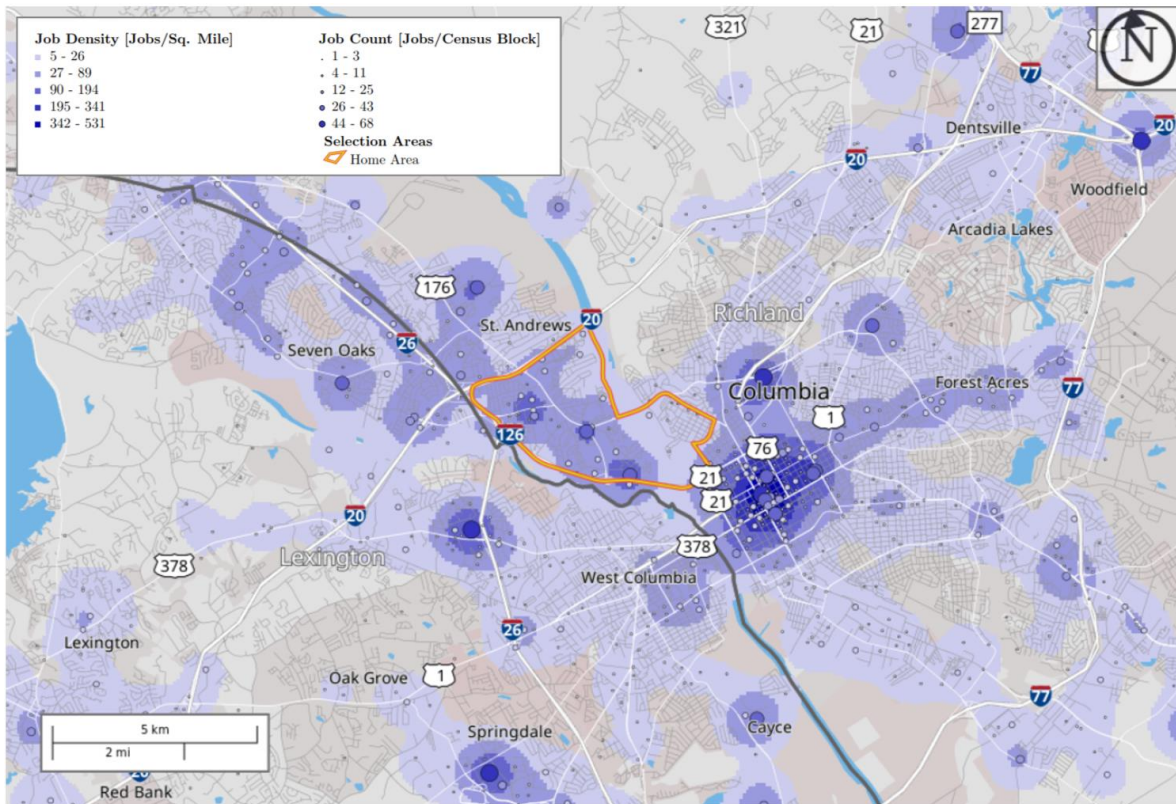 Job Density [Jobs/Sq. Mile]
5 - 26
27 - 89
90 - 194
195 - 341
342 - 531
Job Count [Jobs/Census Block]
1 - 3
4 - 11
12 - 25
26 - 43
44 - 68
Selection Areas
Home Area
321
21
277
N
77
20
Dentsville
20
Woodfield
Arcadia Lakes
176
20
St. Andrews
Richland
26
Seven Oaks
Columbia
Forest Acres
77
1
126
76
21
21
20
378
Lexington
378
West Columbia
26
Lexington
Oak Grove
1
77
5 km
2 mi
Springdale
Cayce
20
Red Bank